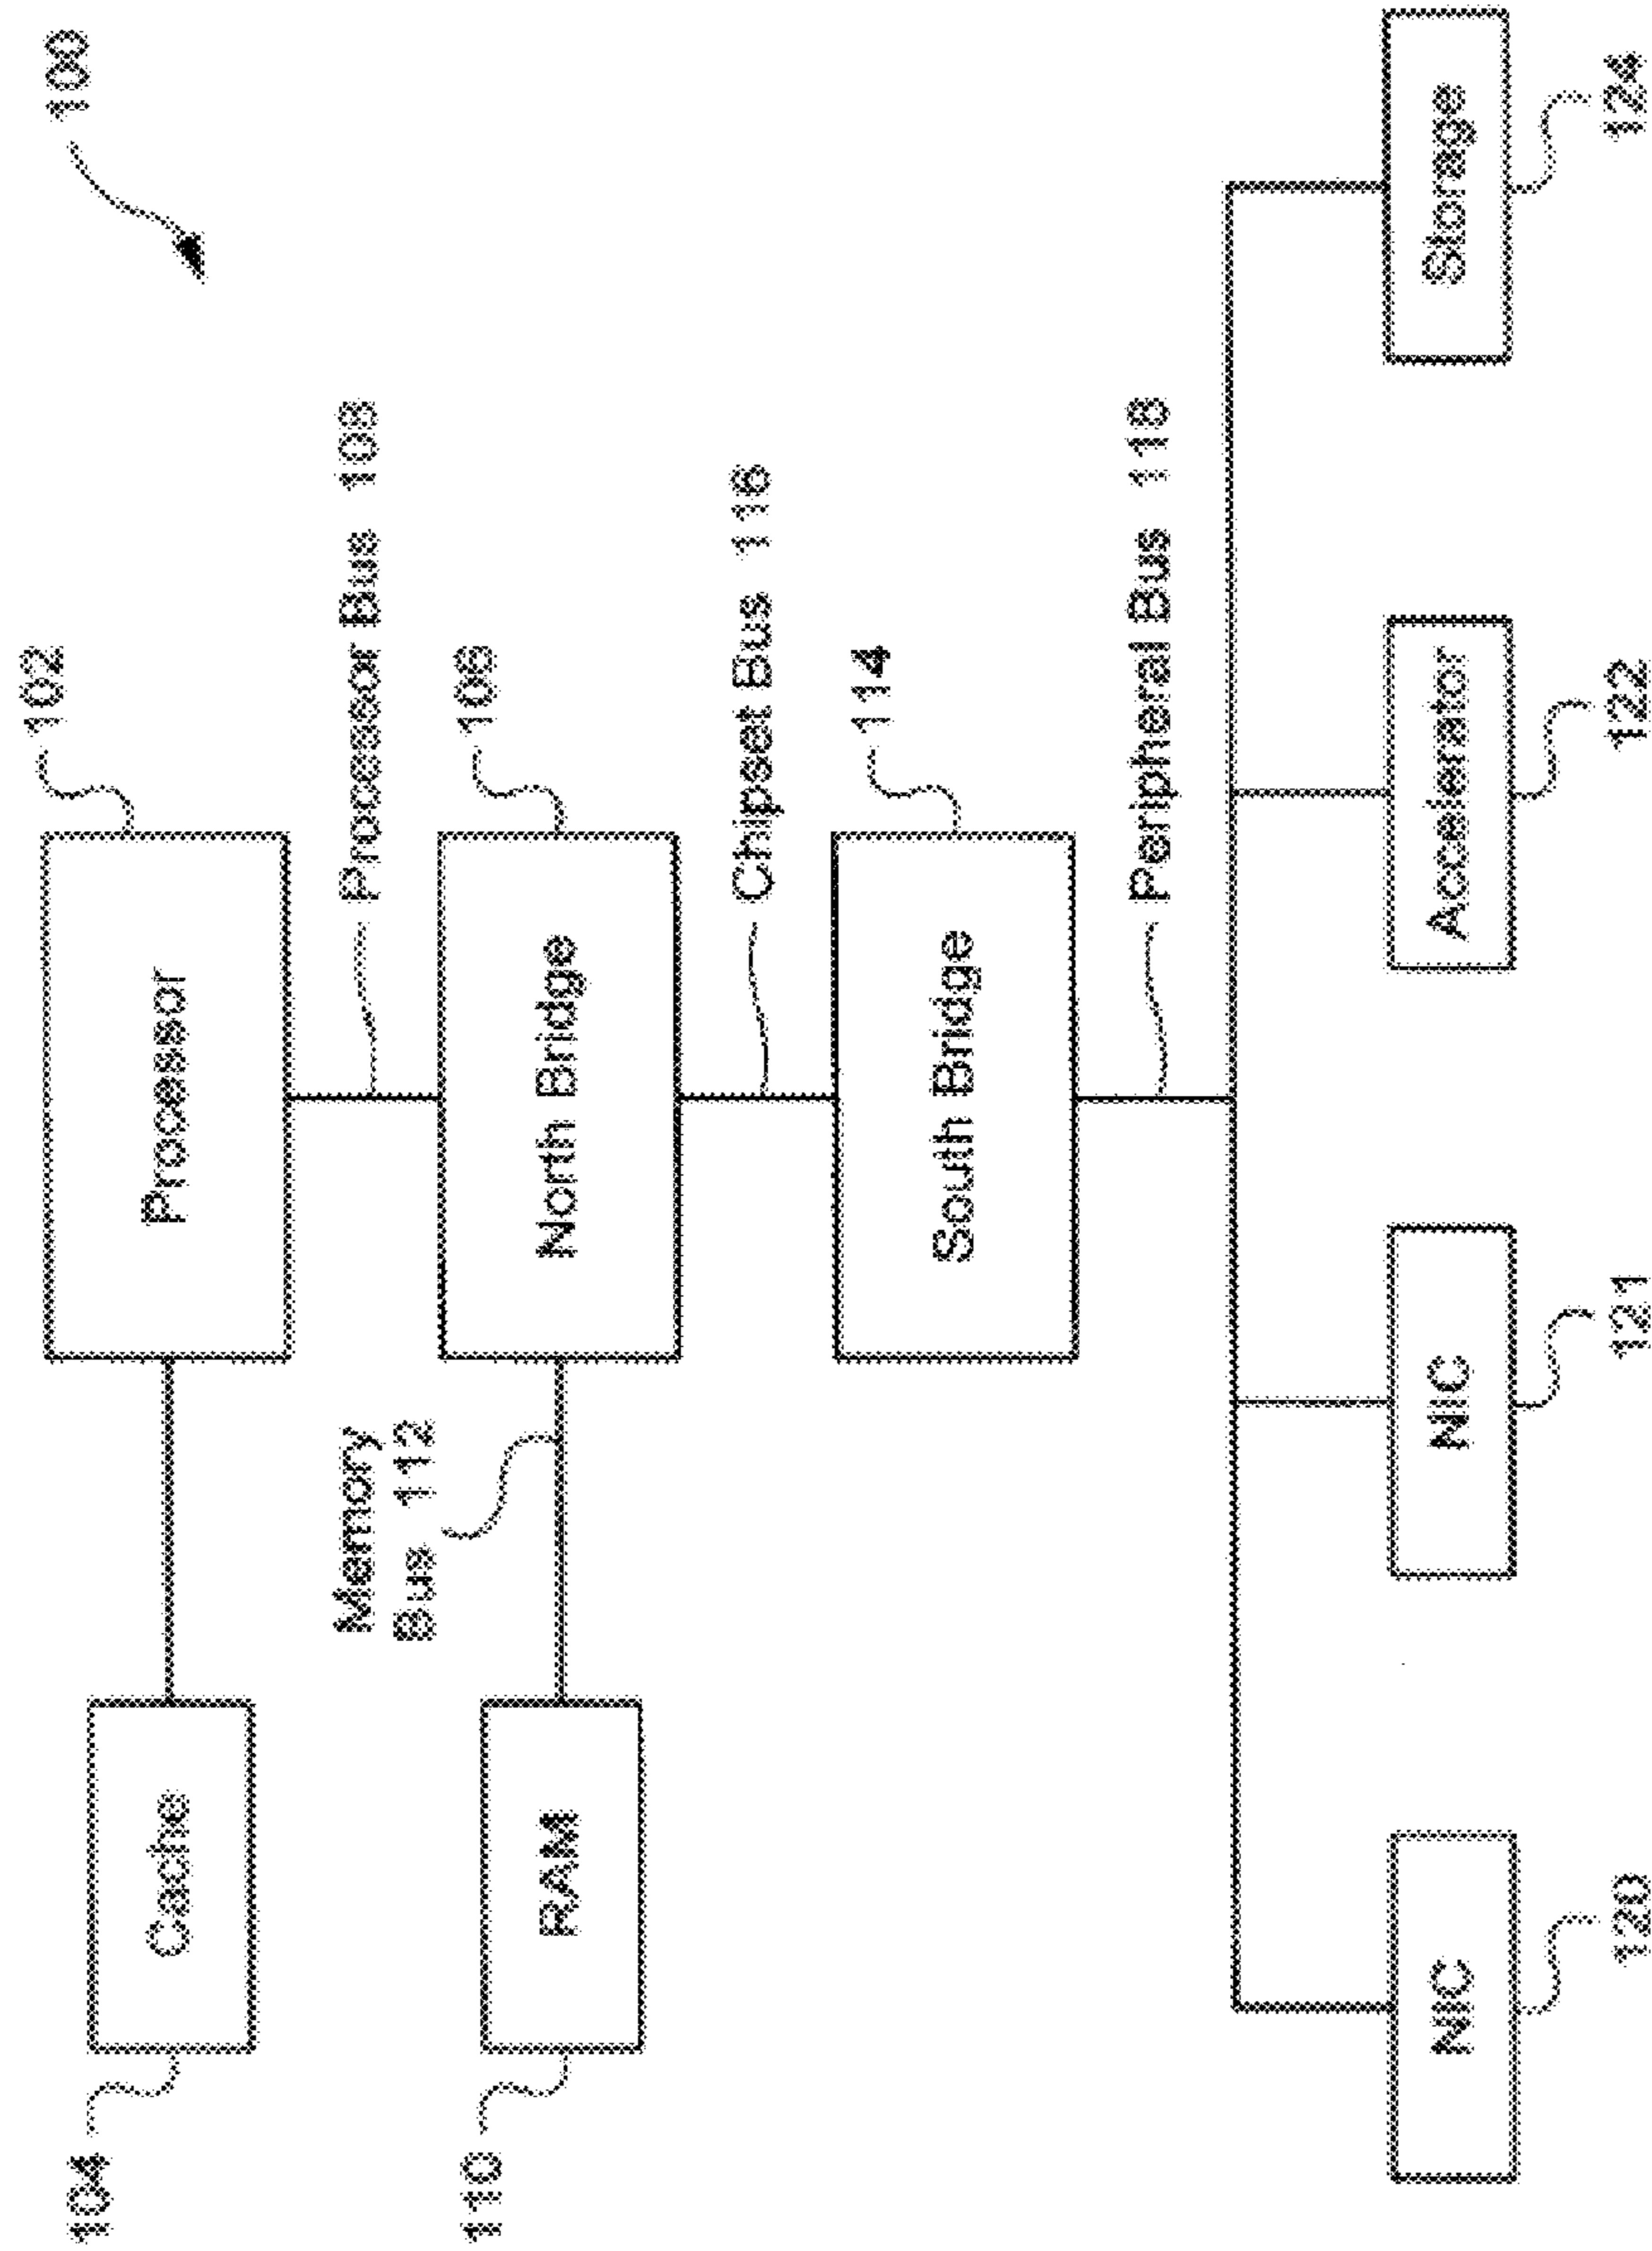 100
102
Processor
Cache
104
Processor Bus 108
106
North Bridge
Memory
Bus 112
RAM
110
Chipset Bus 116
114
South Bridge
Peripheral Bus 118
NIC
120
NIC
121
Accelerator
122
Storage
124